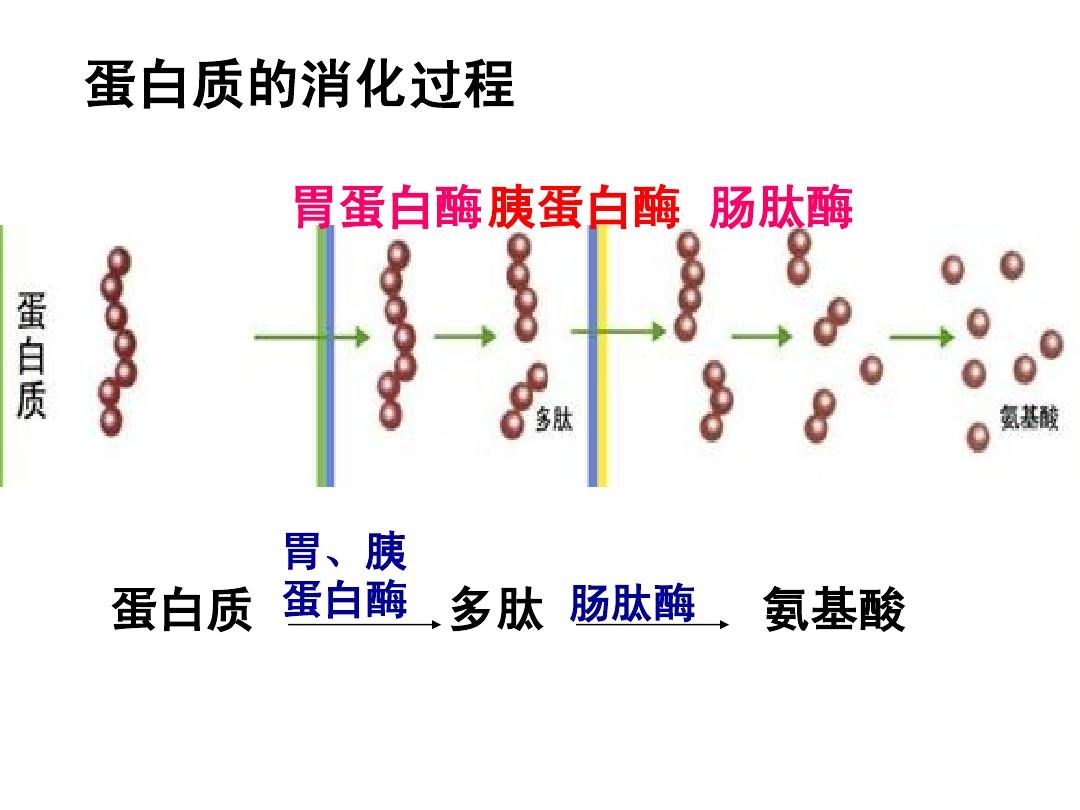 蛋白质的消化过程
胃蛋白酶 胰蛋白酶 肠肽酶
蛋白质
多肽
氨基酸
胃、胰
蛋白质 蛋白酶 多肽 肠肽酶 氨基酸